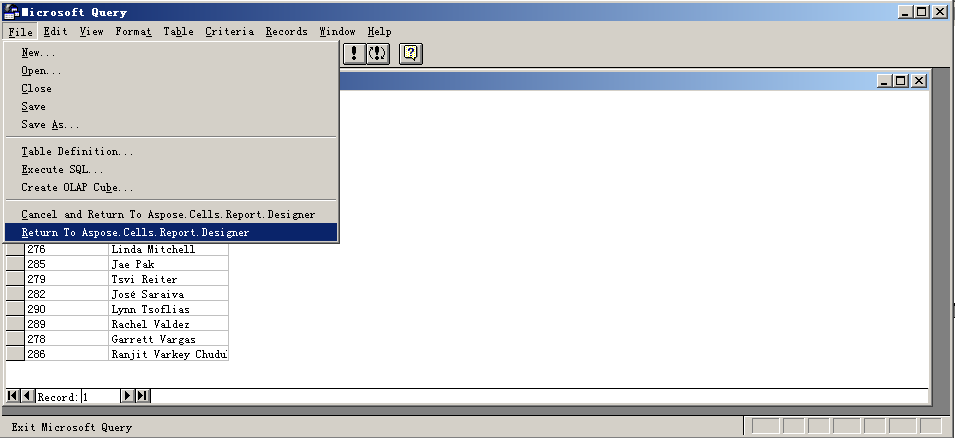 Microsoft Query
File Edit View Format Table Criteria Records Window Help
New...
Open...
Close
Save
Save As...
Table Definition...
Execute SQL...
Create OLAP Cube...
Cancel and Return To Aspose.Cells.Report.Designer
Return To Aspose.Cells.Report.Designer
276 Linda Mitchell
285 Jae Pak
279 Tsvi Reiter
282 José Saraiva
290 Lynn Tsoflias
289 Rachel Valdez
278 Garrett Vargas
286 Ranjit Varkey Chudu
Record: 1
Exit Microsoft Query